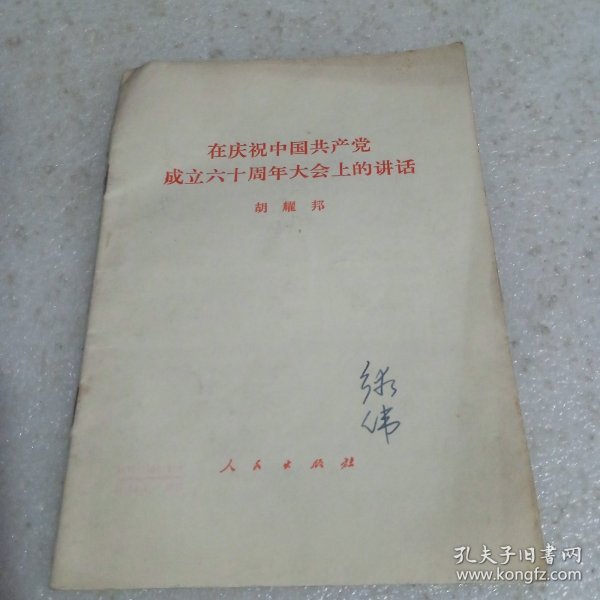 在庆祝中国共产党
成立六十周年大会上的讲话
胡耀邦
伟
人民出版社
孔夫子旧书网
www.kongfz.com